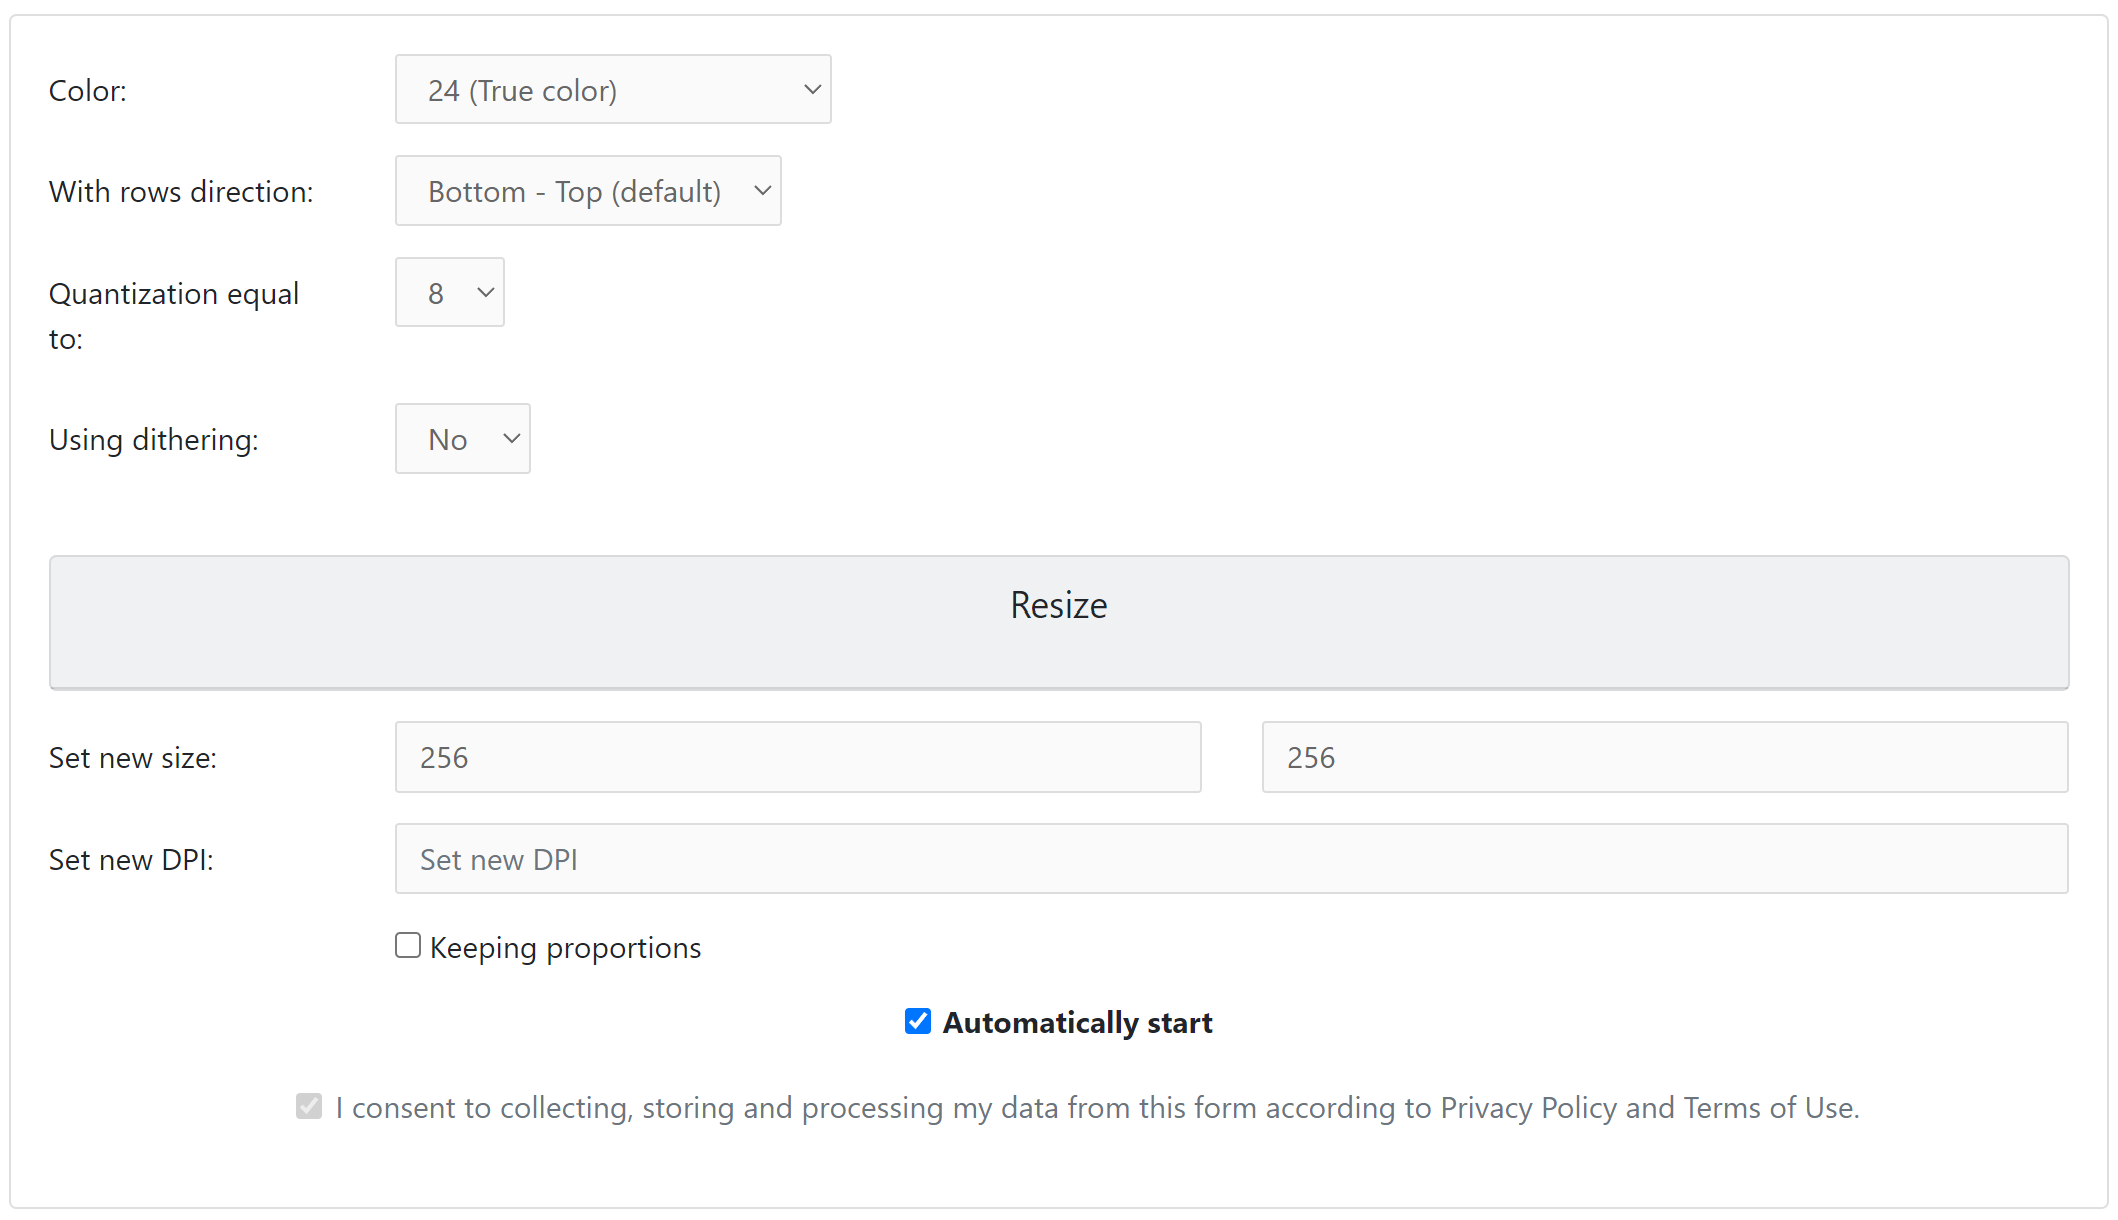 Color: 24 (True color)
With rows direction: Bottom - Top (default)
Quantization equal 8
to:
Using dithering: No
Resize
Set new size: 256 256
Set new DPI: Set new DPI
Keeping proportions
Automatically start
I consent to collecting, storing and processing my data from this form according to Privacy Policy and Terms of Use.